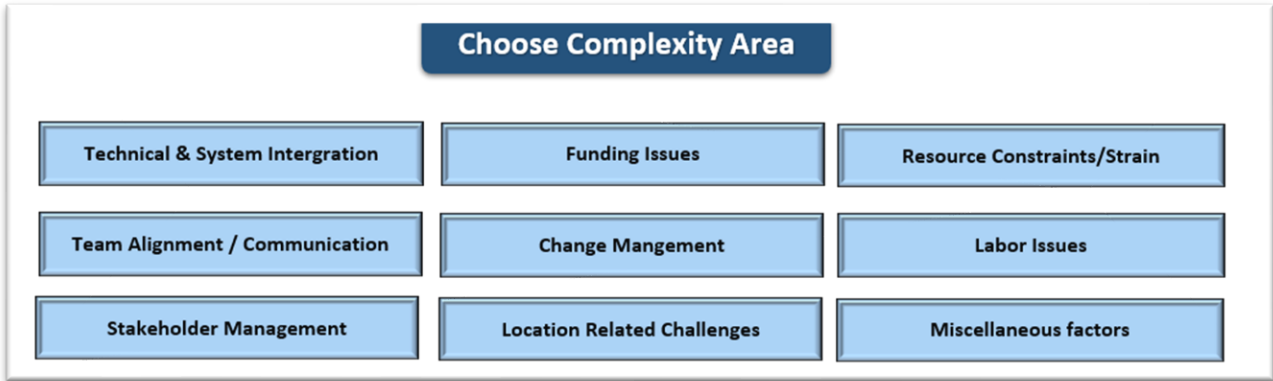 Choose Complexity Area
Technical & System Intergration
Funding Issues
Resource Constraints/Strain
Team Alignment / Communication
Change Mangement
Labor Issues
Stakeholder Management
Location Related Challenges
Miscellaneous factors